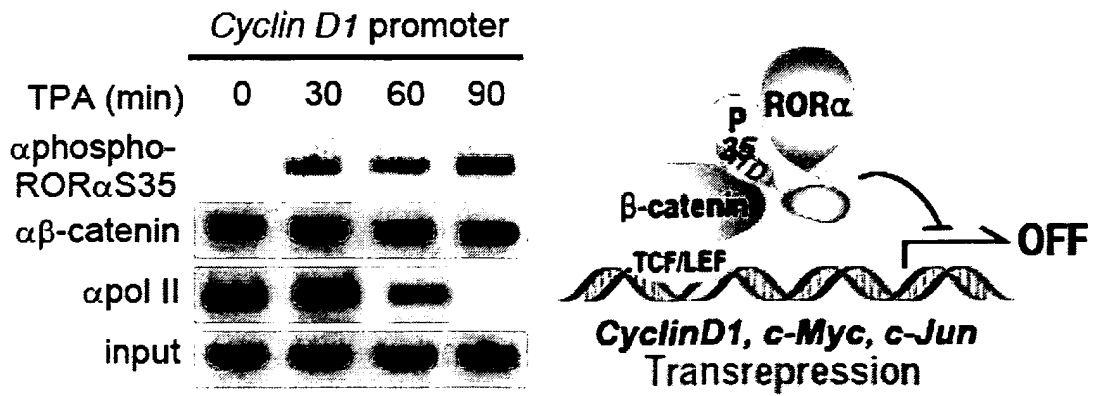 Cyclin D1 promoter
TPA (min) 0 30 60 90
αphospho-
RORαS35
αβ-catenin
αpol II
input
RORα
P
35
NTD
β-catenin
TCF/LEF
OFF
CyclinD1, c-Myc, c-Jun
Transrepression